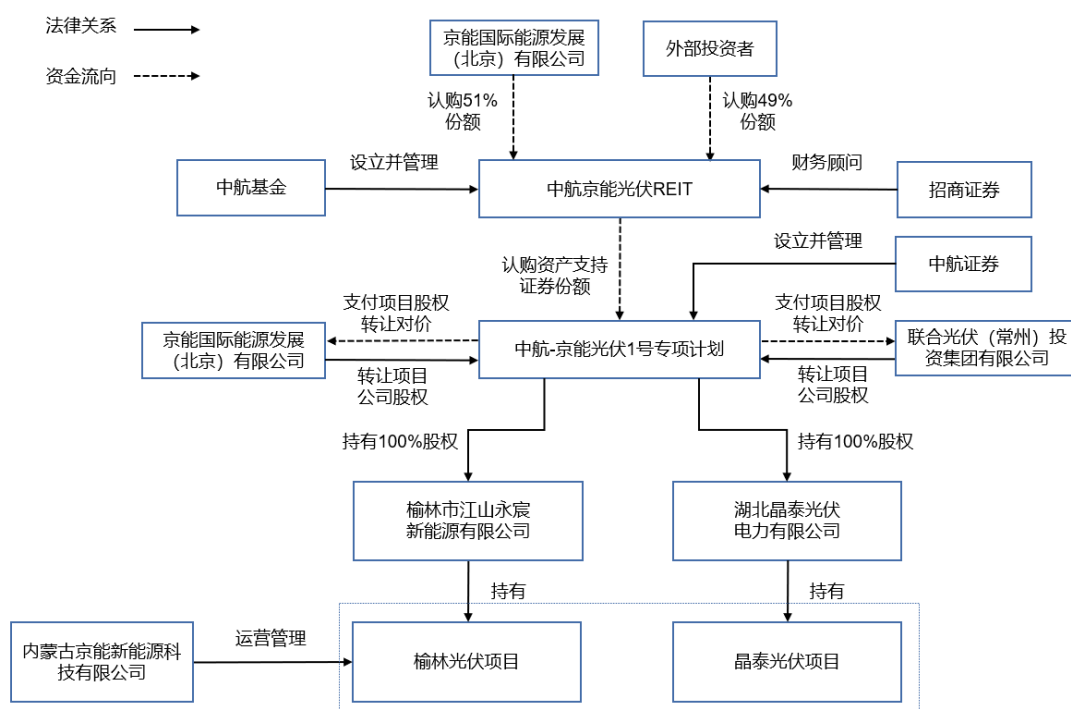 法律关系
资金流向
京能国际能源发展
（北京）有限公司
外部投资者
认购51%
份额
认购49%
份额
中航基金
设立并管理
中航京能光伏REIT
财务顾问
招商证券
认购资产支持
证券份额
设立并管理
中航证券
支付项目股权
转让对价
支付项目股权
转让对价
京能国际能源发展
（北京）有限公司
中航-京能光伏1号专项计划
联合光伏（常州）投
资集团有限公司
转让项目
公司股权
转让项目
公司股权
持有100%股权
持有100%股权
榆林市江山永宸
新能源有限公司
湖北晶泰光伏
电力有限公司
持有
持有
内蒙古京能新能源科
技有限公司
运营管理
榆林光伏项目
晶泰光伏项目